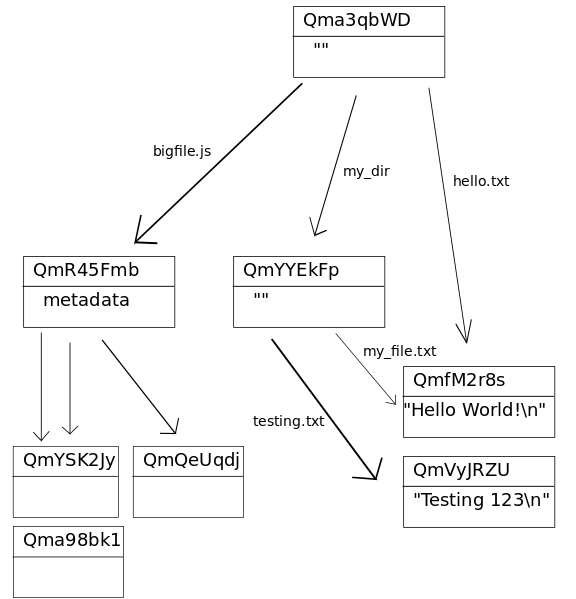 Qma3qbWD
""
bigfile.js
my_dir
hello.txt
QmR45Fmb
metadata
QmYYEkFp
""
my_file.txt
QmfM2r8s
"Hello World!\n"
testing.txt
QmYSK2Jy
QmQeUqdj
QmVyJRZU
"Testing 123\n"
Qma98bk1